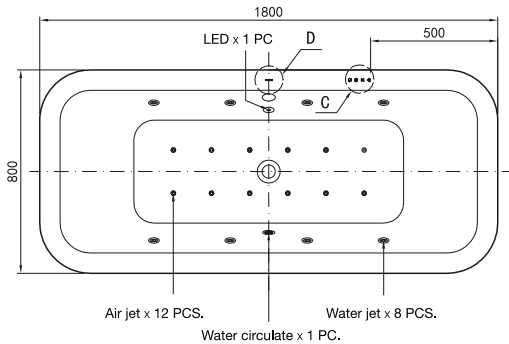 1800
LED x 1 PC
D
500
C
800
Air jet x 12 PCS.
Water jet x 8 PCS.
Water circulate x 1 PC.